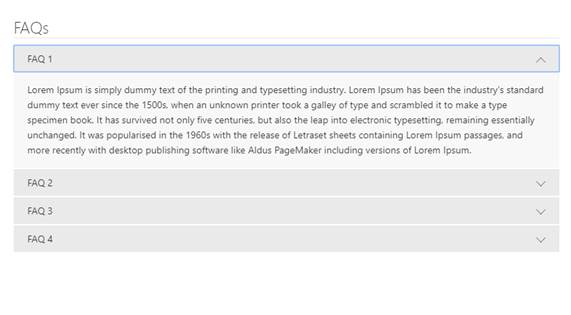 FAQs
FAQ 1
Lorem Ipsum is simply dummy text of the printing and typesetting industry. Lorem Ipsum has been the industry's standard
dummy text ever since the 1500s, when an unknown printer took a galley of type and scrambled it to make a type
specimen book. It has survived not only five centuries, but also the leap into electronic typesetting, remaining essentially
unchanged. It was popularised in the 1960s with the release of Letraset sheets containing Lorem Ipsum passages, and
more recently with desktop publishing software like Aldus PageMaker including versions of Lorem Ipsum.
FAQ 2
FAQ 3
FAQ 4